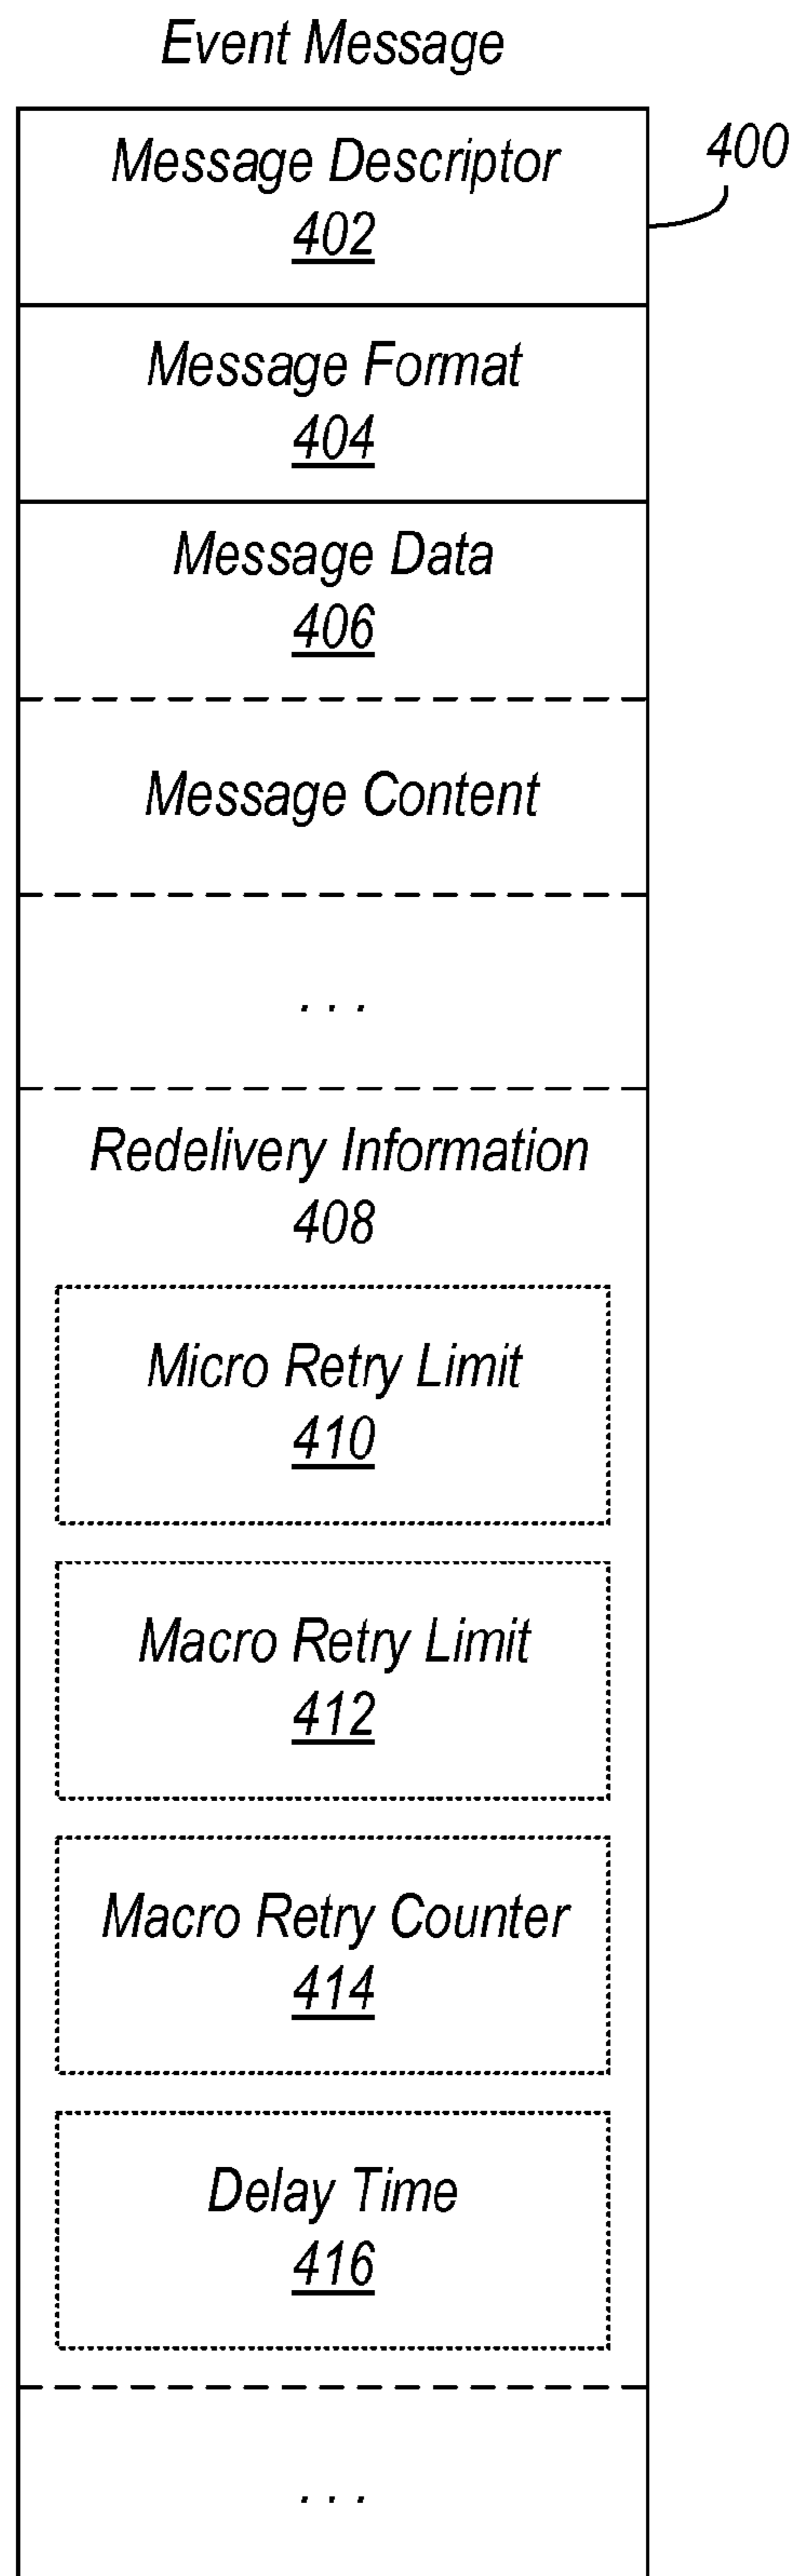 Event Message
400
Message Descriptor
402
Message Format
404
Message Data
406
Message Content
. . .
Redelivery Information
408
Micro Retry Limit
410
Macro Retry Limit
412
Macro Retry Counter
414
Delay Time
416
. . .